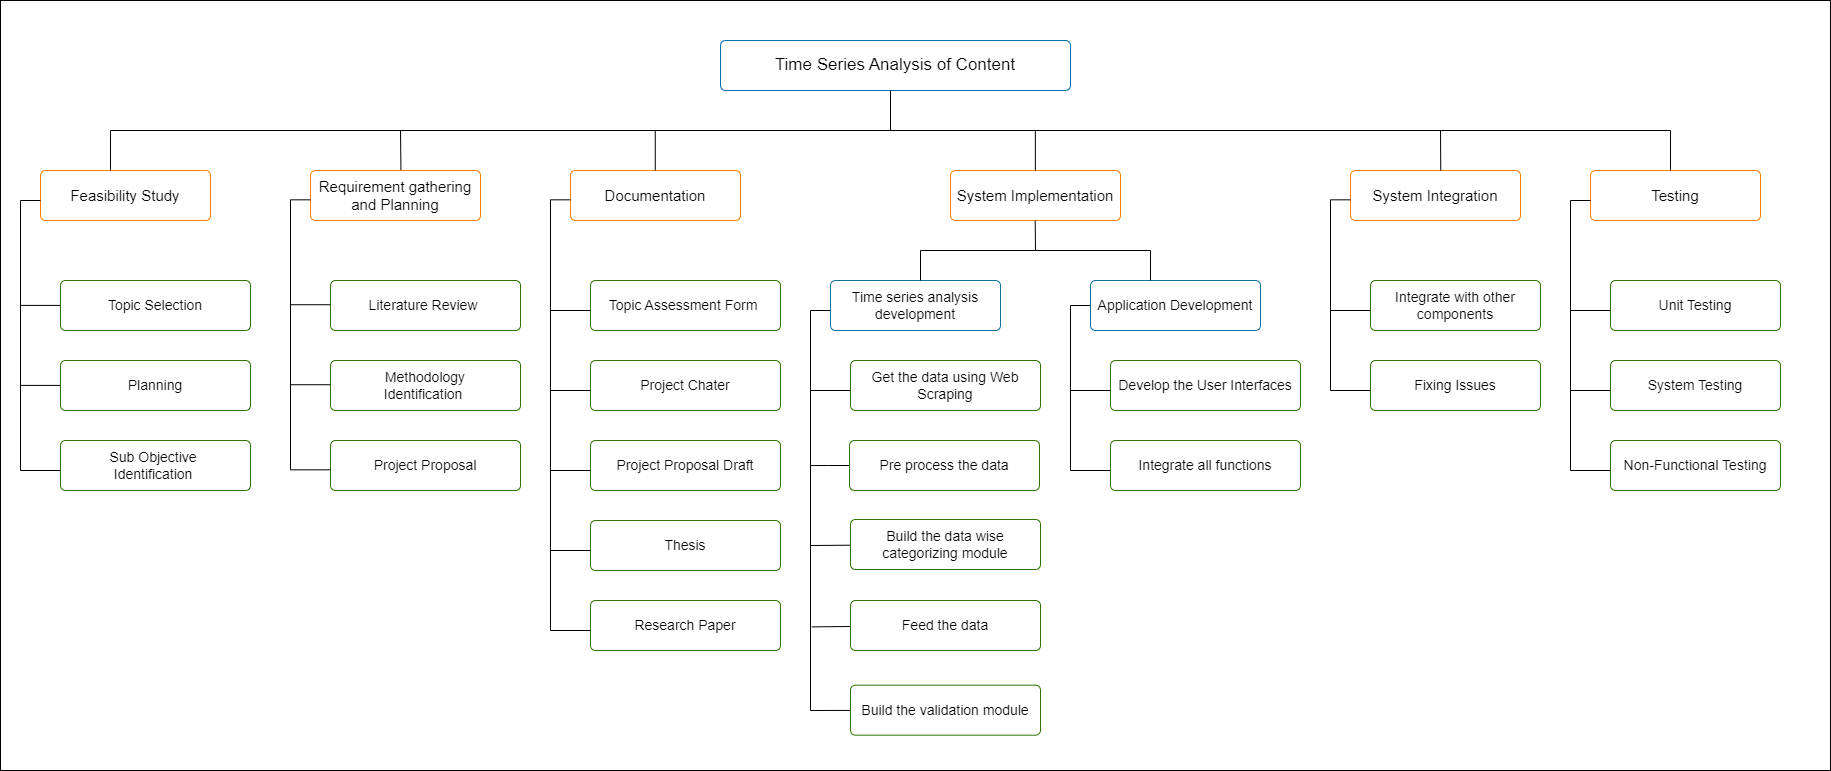 Time Series Analysis of Content
Feasibility Study
Topic Selection
Planning
Sub Objective
Identification
Requirement gathering
and Planning
Literature Review
Methodology
Identification
Project Proposal
Documentation
Topic Assessment Form
Project Chater
Project Proposal Draft
Thesis
Research Paper
System Implementation
Time series analysis
development
Get the data using Web
Scraping
Pre process the data
Build the data wise
categorizing module
Feed the data
Build the validation module
Application Development
Develop the User Interfaces
Integrate all functions
System Integration
Integrate with other
components
Fixing Issues
Testing
Unit Testing
System Testing
Non-Functional Testing